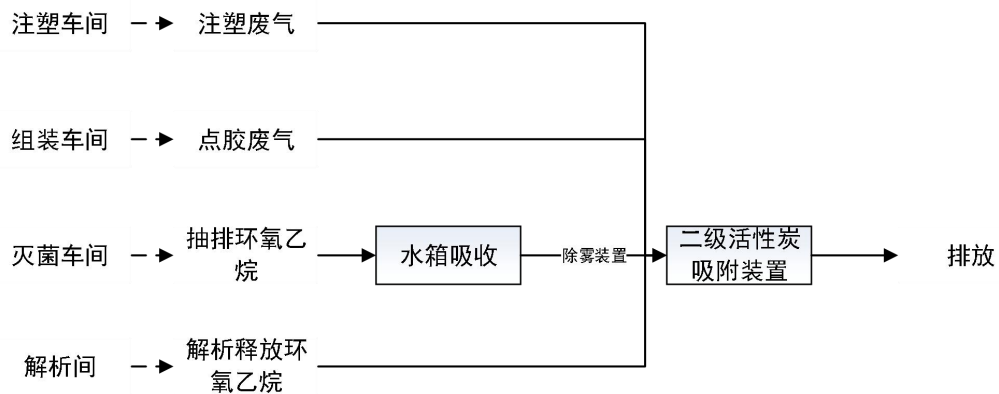 注塑车间
注塑废气
组装车间
点胶废气
灭菌车间
抽排环氧乙
烷
水箱吸收
除雾装置
二级活性炭
吸附装置
排放
解析间
解析释放环
氧乙烷